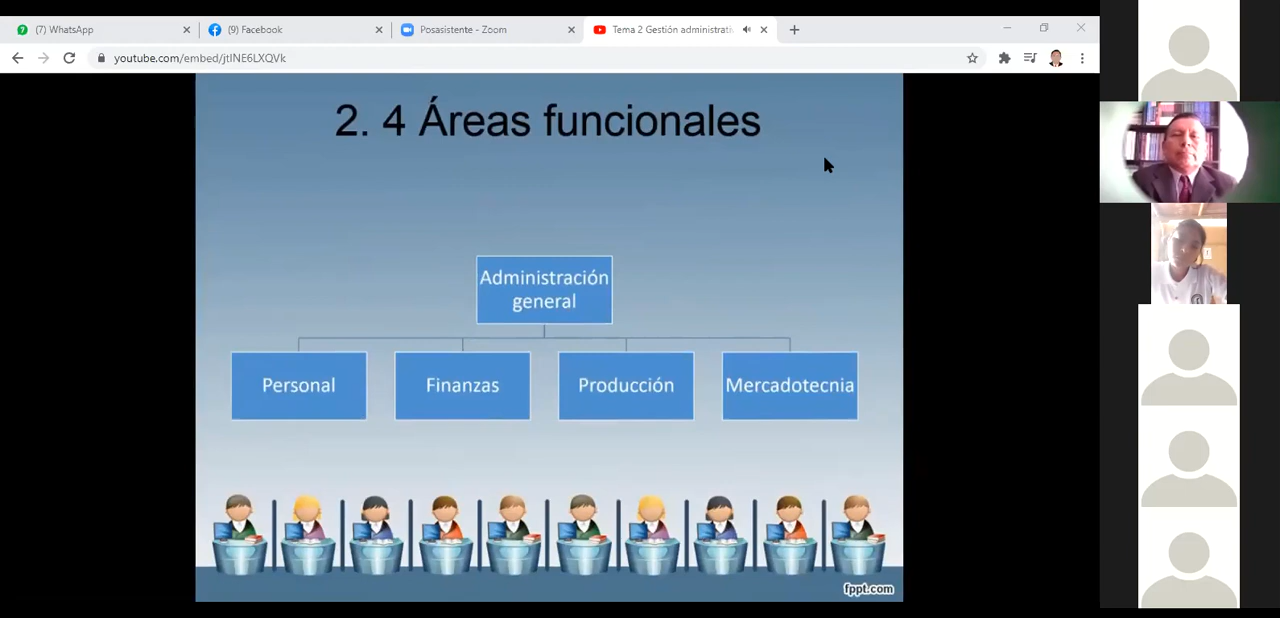 (7) WhatsApp
(9) Facebook
Posasistente - Zoom
Tema 2 Gestión administrati
youtube.com/embed/jtINE6LXQVk
2. 4 Áreas funcionales
Administración
general
Personal
Finanzas
Producción
Mercadotecnia
fppt.com